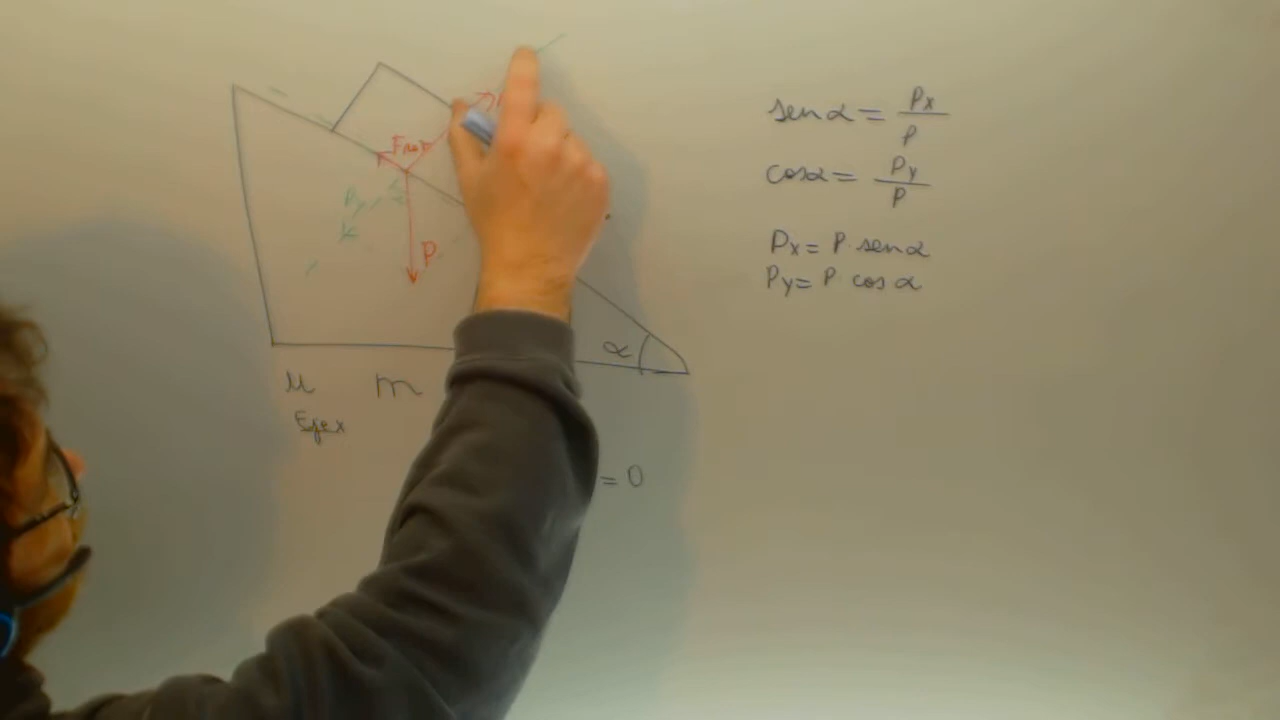 Froz
Py
P
α
μ m
Eje x
= 0
sen α = Px / P
cos α = Py / P
Px = P · sen α
Py = P · cos α